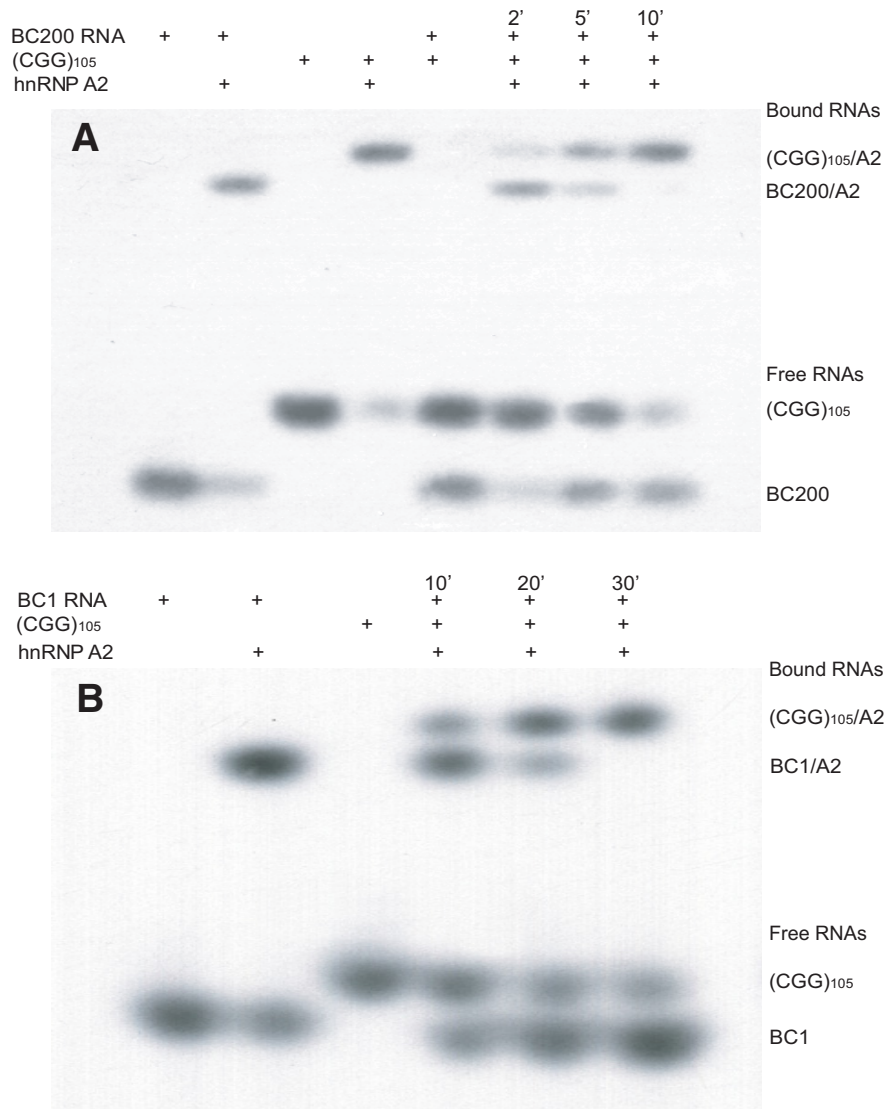 2’ 5’ 10’
BC200 RNA + + + + + +
(CGG)105 + + + + + +
hnRNP A2 + + + + +
A
Bound RNAs
(CGG)105/A2
BC200/A2
Free RNAs
(CGG)105
BC200
10’ 20’ 30’
BC1 RNA + + + + +
(CGG)105 + + + +
hnRNP A2 + + + +
B
Bound RNAs
(CGG)105/A2
BC1/A2
Free RNAs
(CGG)105
BC1